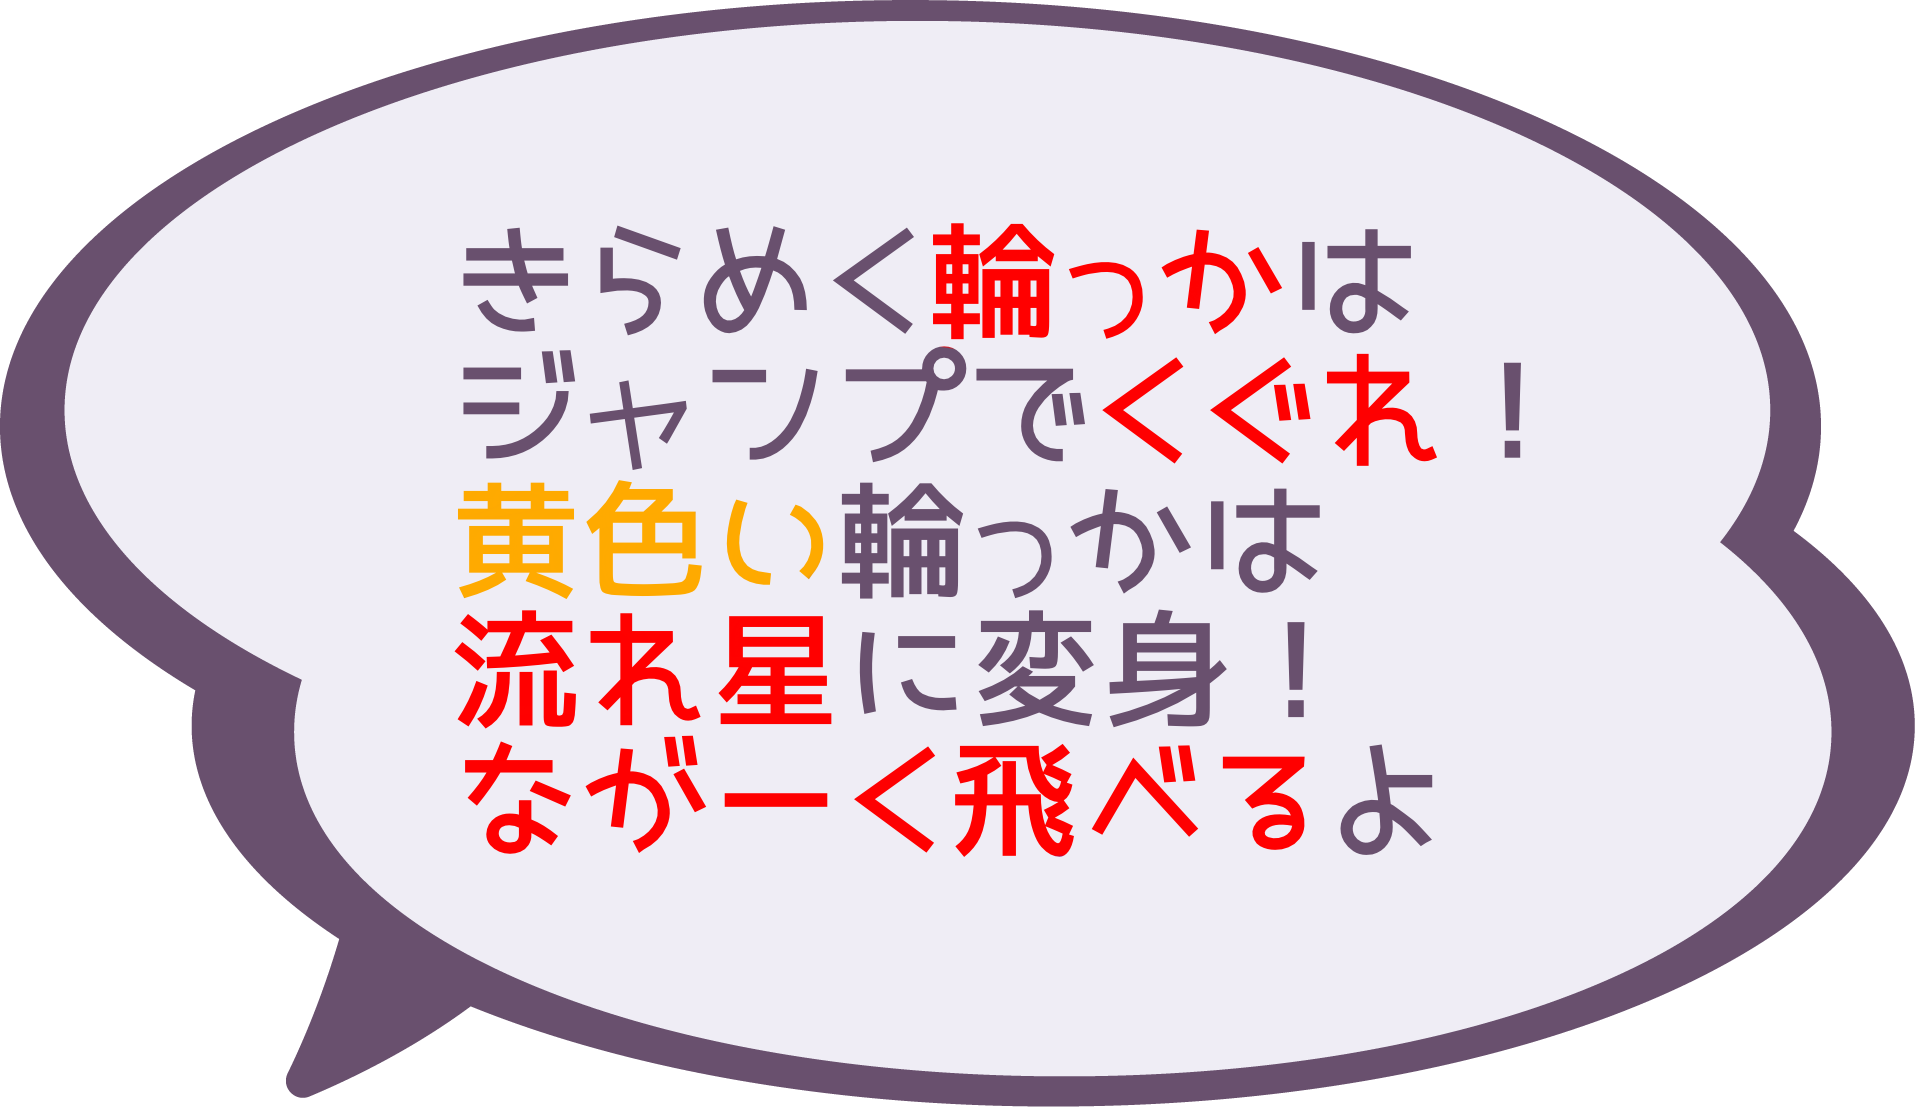 きらめく輪っかは
ジャンプでくぐれ！
黄色い輪っかは
流れ星に変身！
ながーく飛べるよ